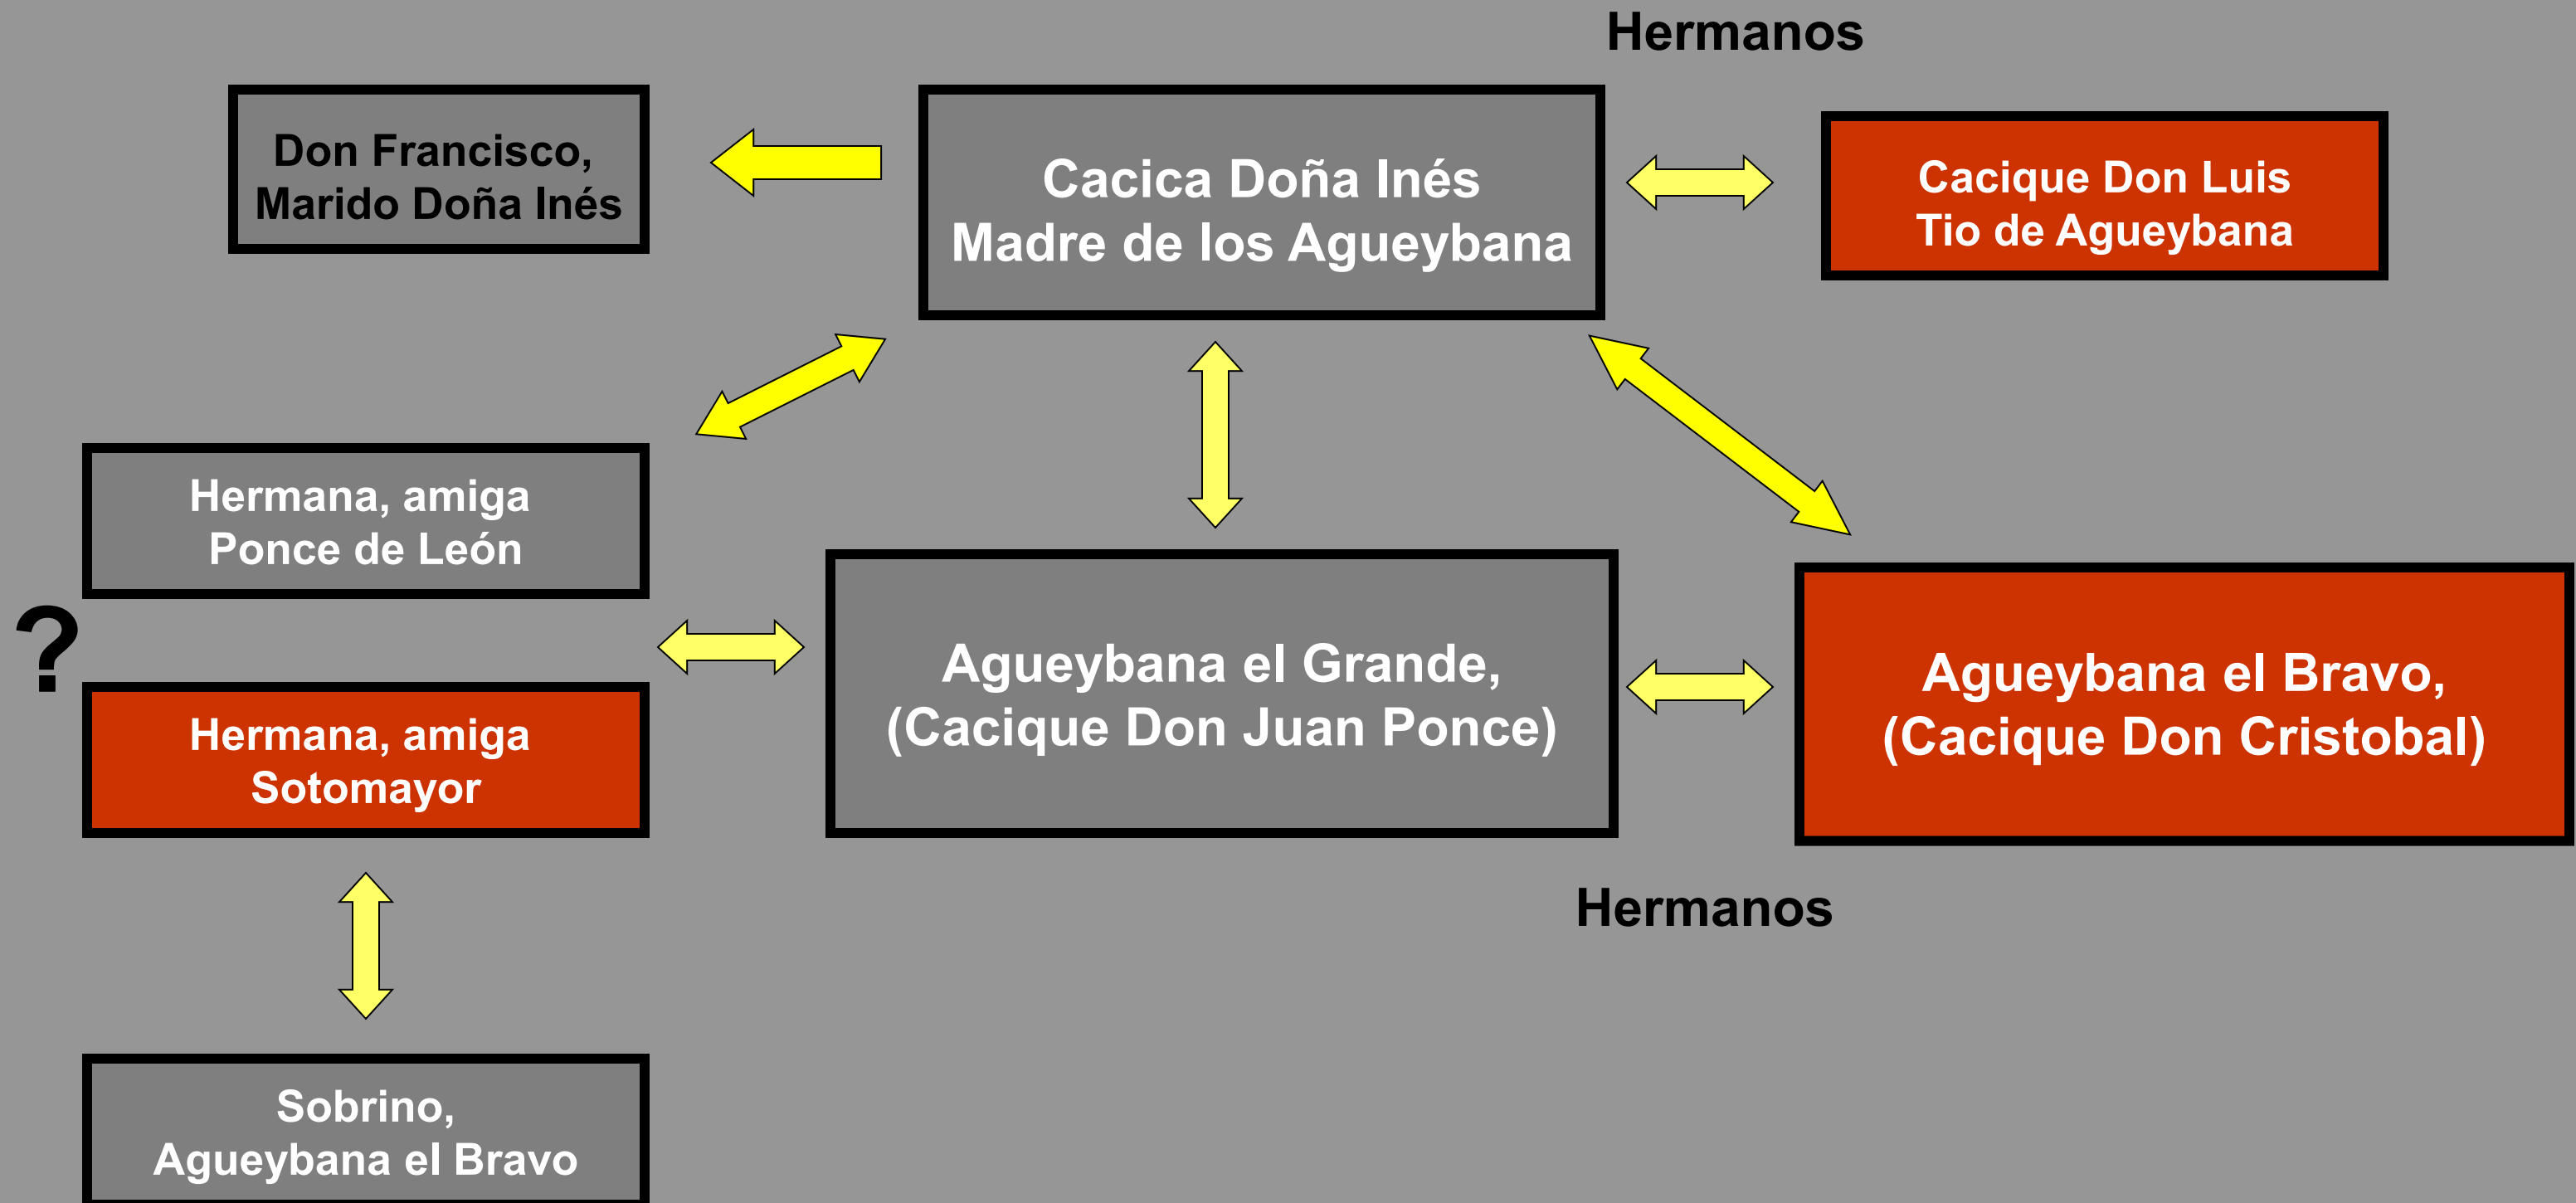 Hermanos
Don Francisco,
Marido Doña Inés
Cacica Doña Inés
Madre de los Agueybana
Cacique Don Luis
Tio de Agueybana
Hermana, amiga
Ponce de León
?
Hermana, amiga
Sotomayor
Agueybana el Grande,
(Cacique Don Juan Ponce)
Agueybana el Bravo,
(Cacique Don Cristobal)
Hermanos
Sobrino,
Agueybana el Bravo